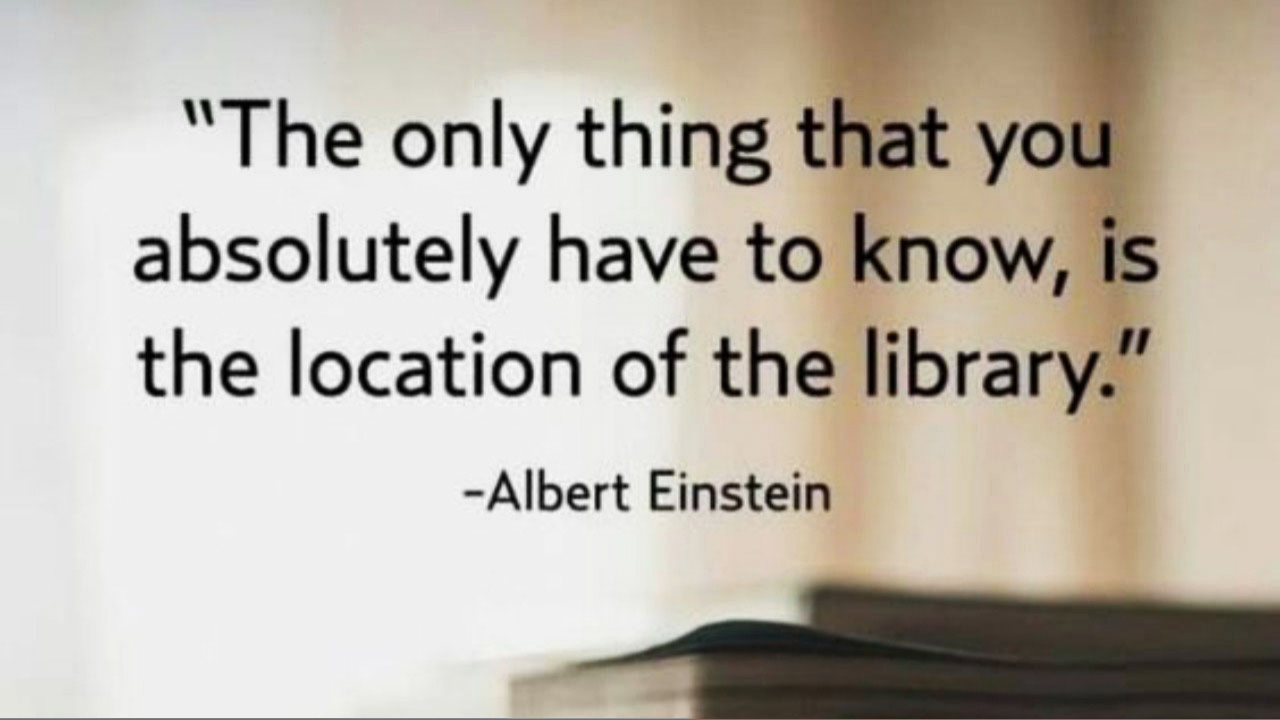 “The only thing that you
absolutely have to know, is
the location of the library.”
-Albert Einstein